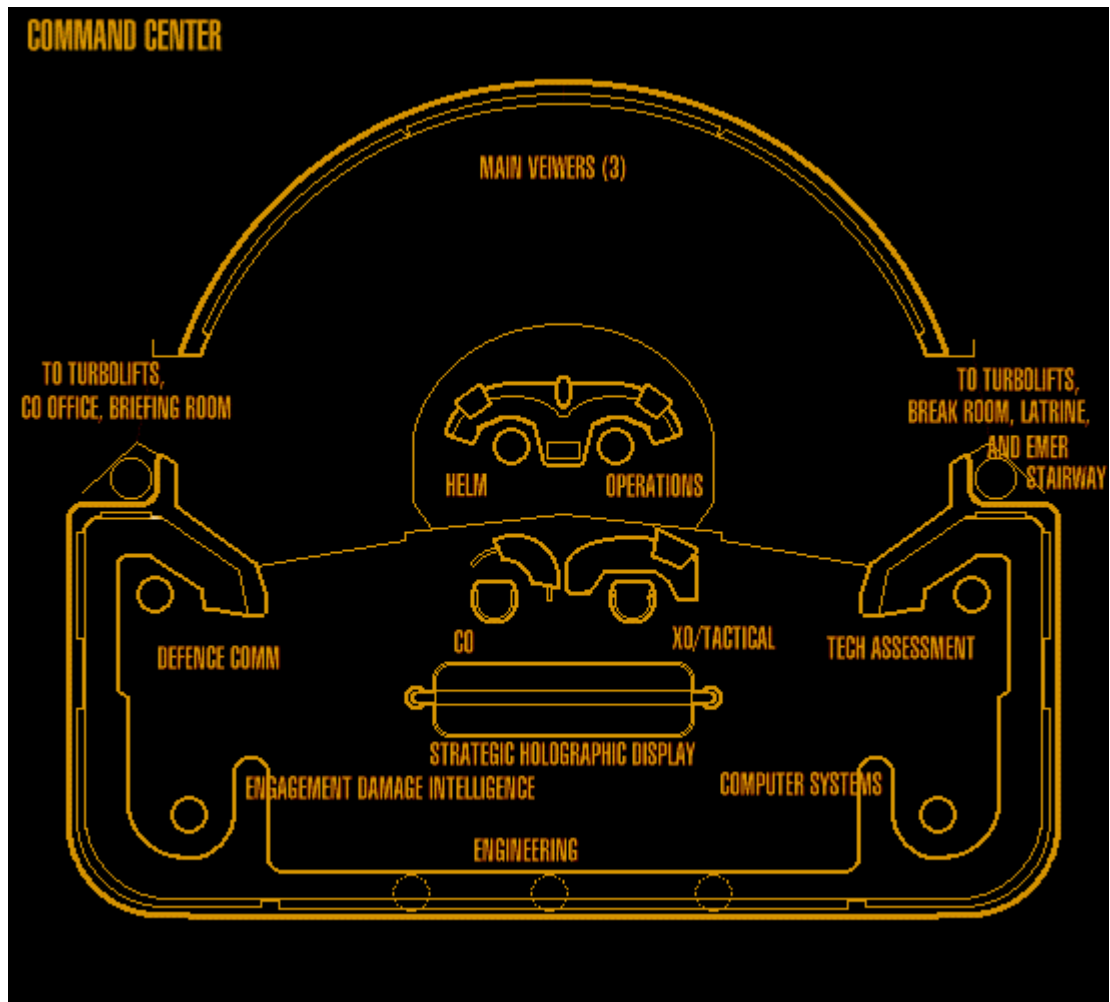 COMMAND CENTER
MAIN VEIWERS (3)
TO TURBOLIFTS,
CO OFFICE, BRIEFING ROOM
TO TURBOLIFTS,
BREAK ROOM, LATRINE,
AND EMER
STAIRWAY
HELM
OPERATIONS
CO
XO/TACTICAL
DEFENCE COMM
TECH ASSESSMENT
STRATEGIC HOLOGRAPHIC DISPLAY
ENGAGEMENT DAMAGE INTELLIGENCE
COMPUTER SYSTEMS
ENGINEERING